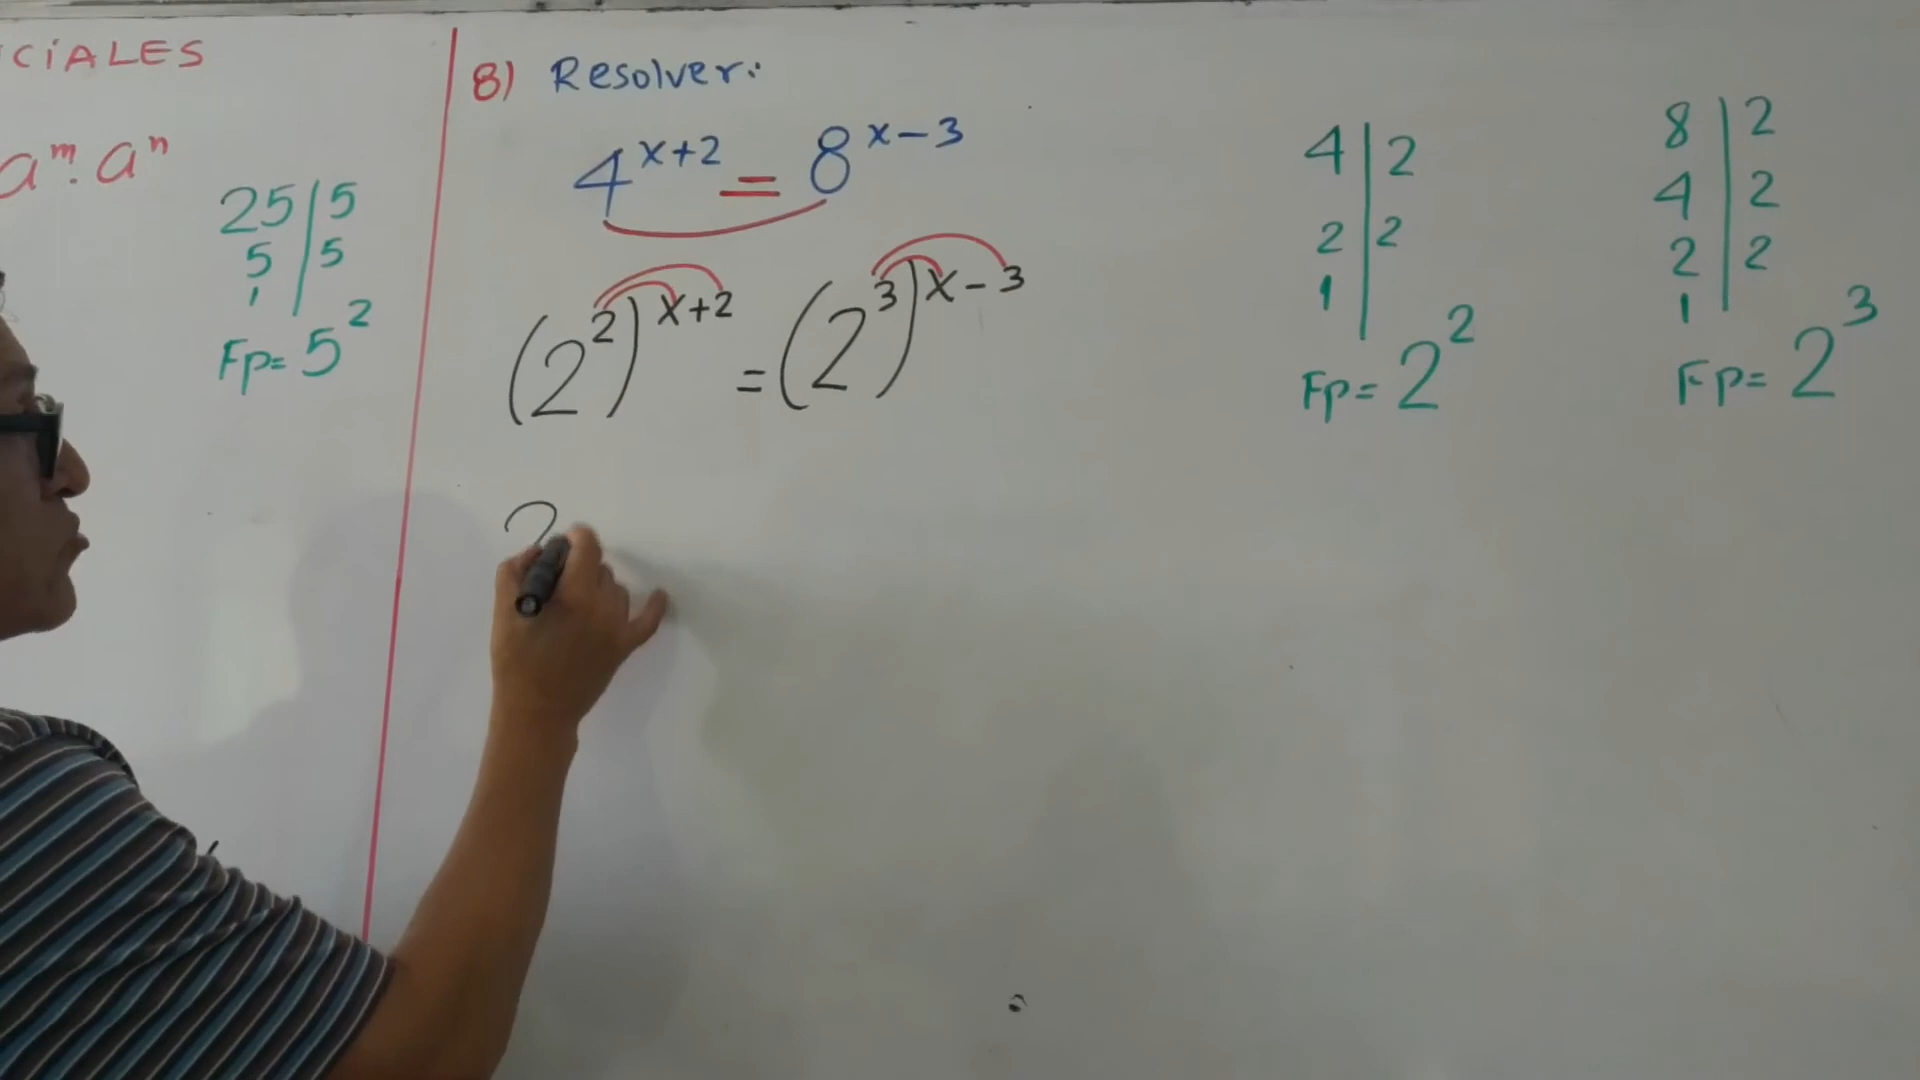 CiALES
a^m . a^n
25 | 5
5 | 5
1
Fp= 5^2
8) Resolver:
4^x+2 = 8^x-3
(2^2)^x+2 = (2^3)^x-3
2
4 | 2
2 | 2
1
Fp= 2^2
8 | 2
4 | 2
2 | 2
1
Fp= 2^3